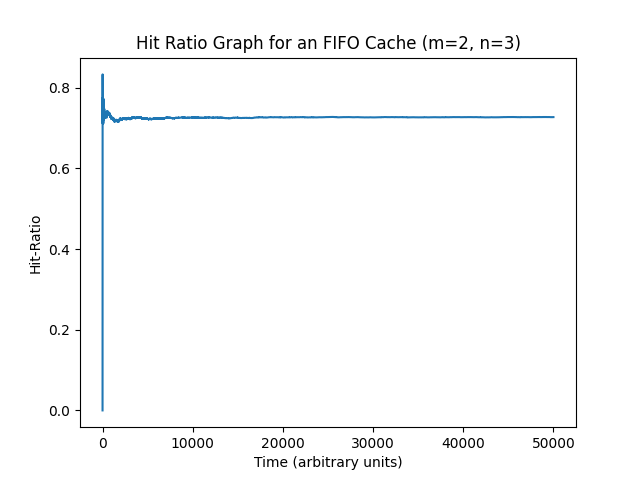 Hit Ratio Graph for an FIFO Cache (m=2, n=3)
0.8
0.6
0.4
0.2
0.0
Hit-Ratio
0 10000 20000 30000 40000 50000
Time (arbitrary units)